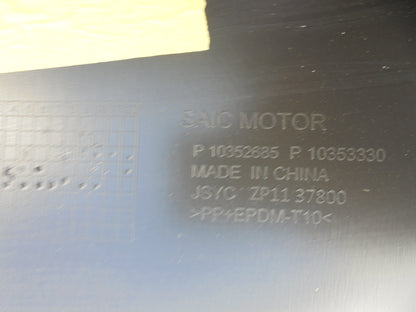 SAIC MOTOR
P 10352685 P 10353330
MADE IN CHINA
JSYC ZP11 37800
>PP+EPDM-T10<